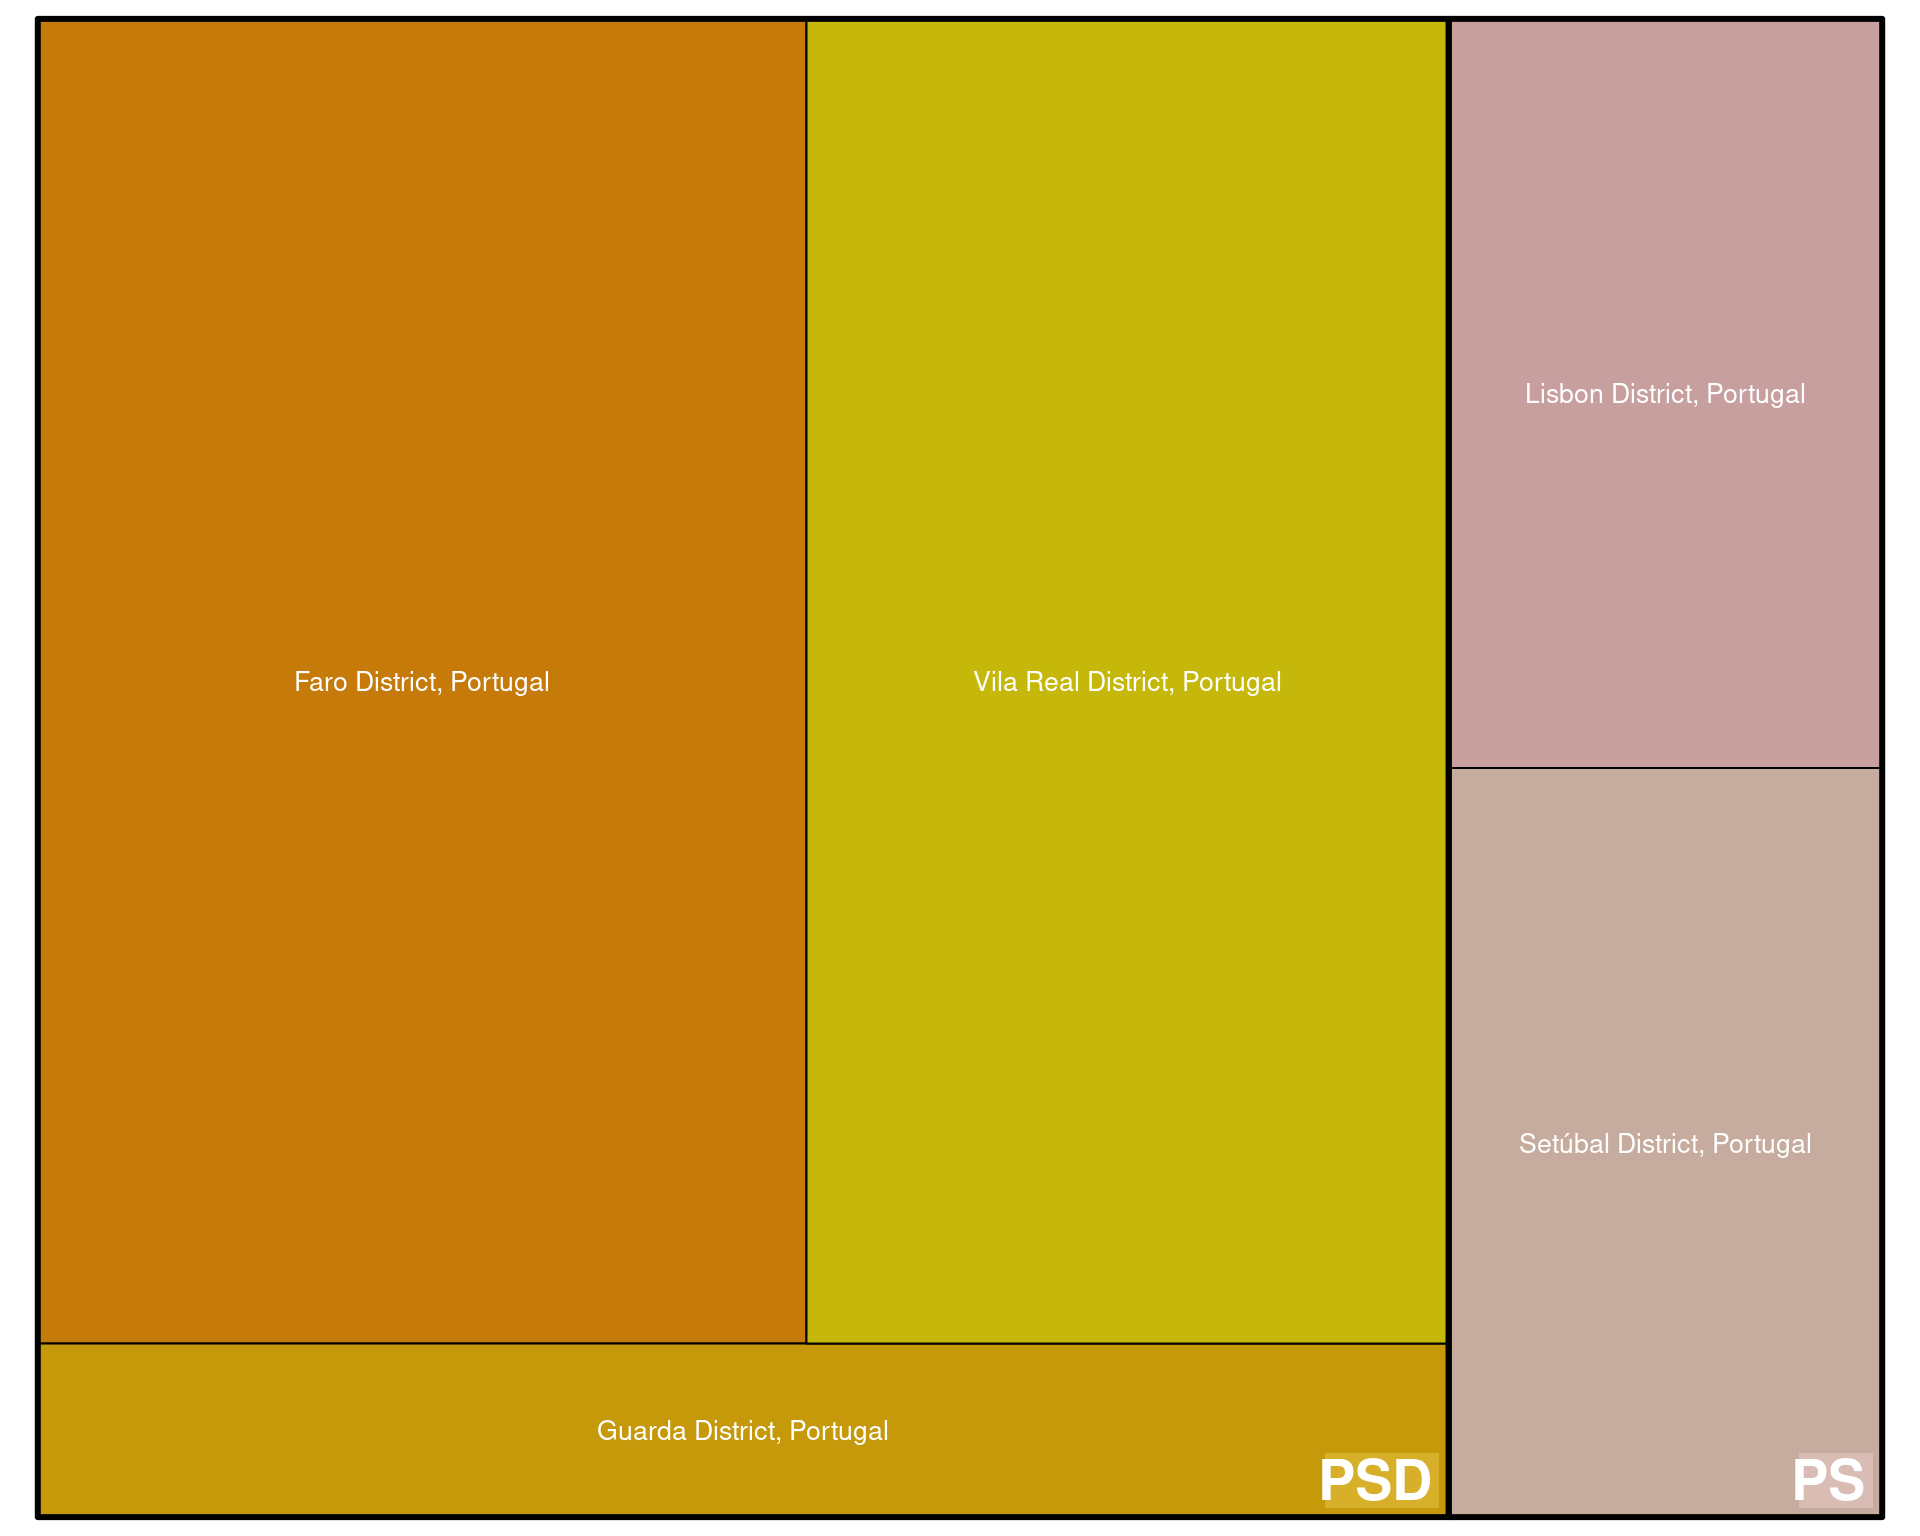 Faro District, Portugal
Vila Real District, Portugal
Guarda District, Portugal
PSD
Lisbon District, Portugal
Setúbal District, Portugal
PS